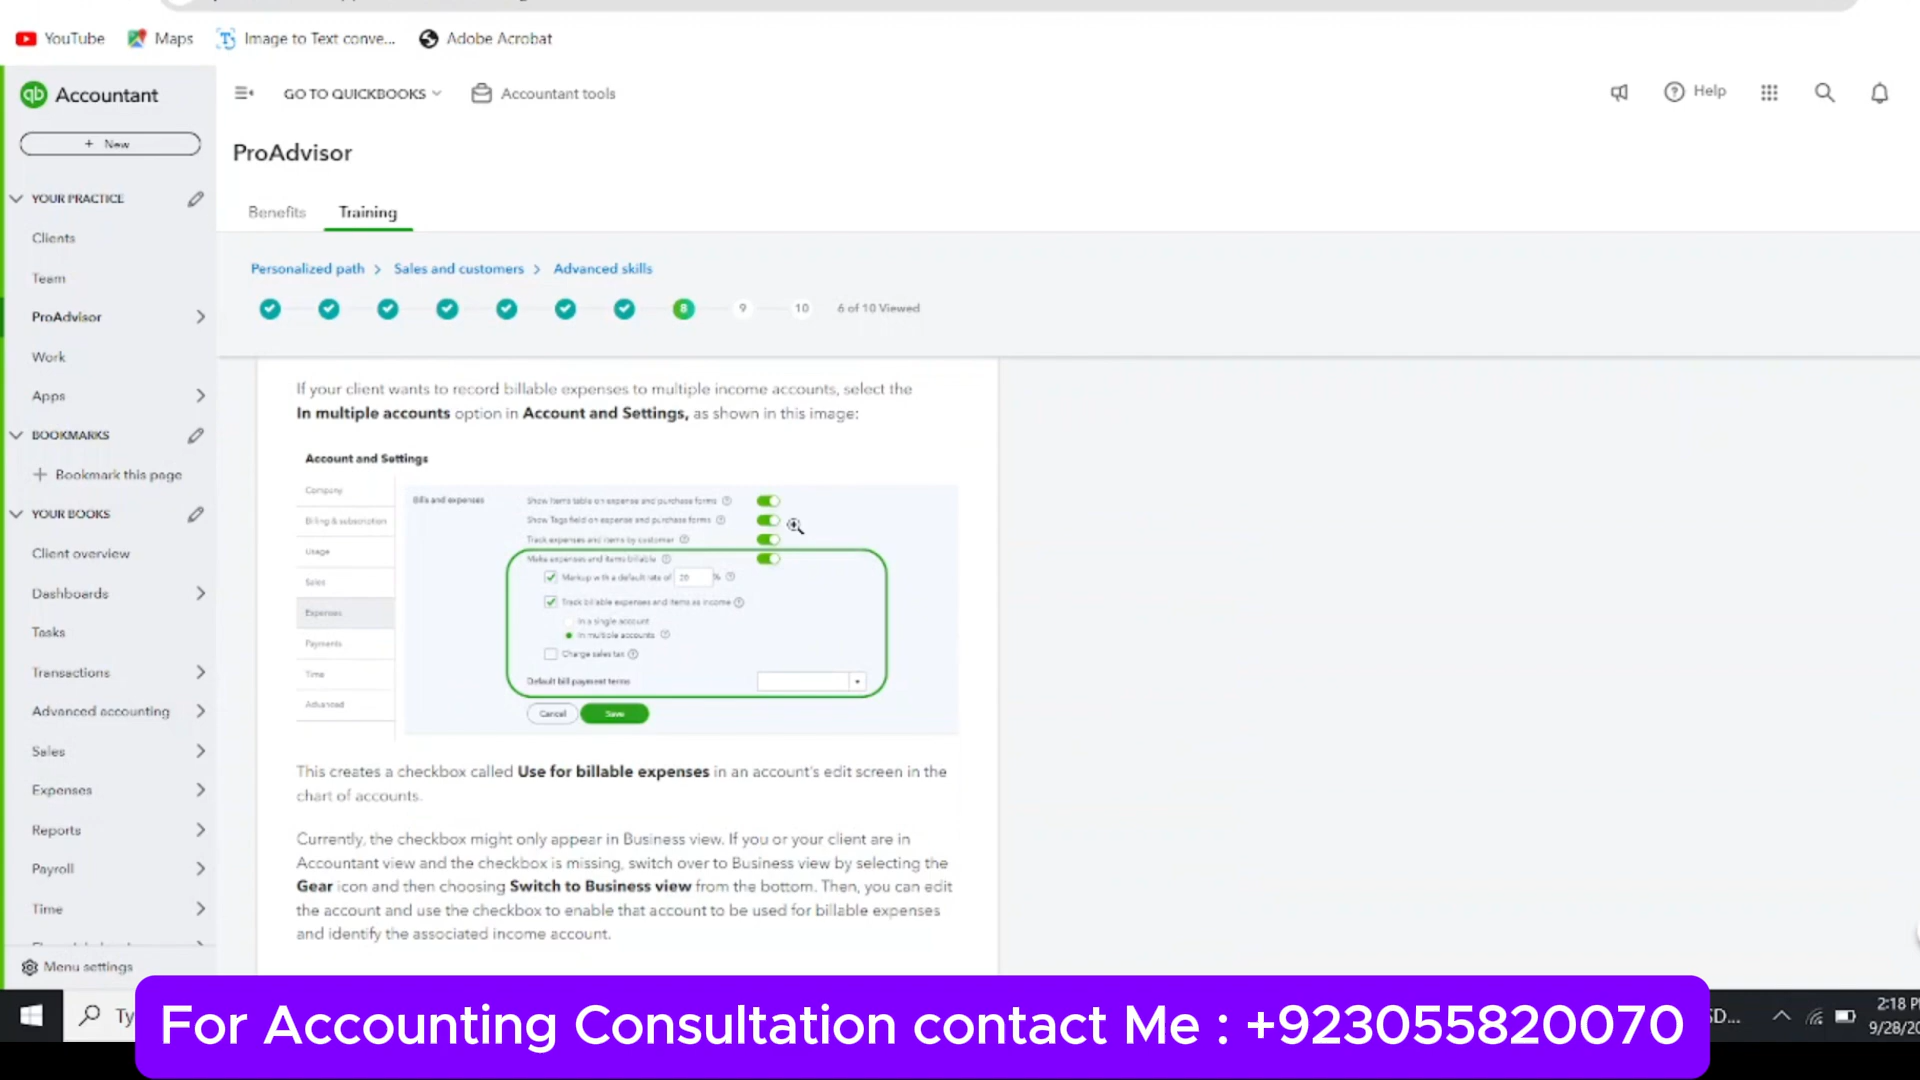 YouTube
Maps
Image to Text conve...
Adobe Acrobat
qb Accountant
GO TO QUICKBOOKS
Accountant tools
Help
+ New
ProAdvisor
YOUR PRACTICE
Benefits
Training
Clients
Personalized path > Sales and customers > Advanced skills
Team
ProAdvisor
8 9 10 6 of 10 Viewed
Work
Apps
BOOKMARKS
+ Bookmark this page
YOUR BOOKS
Client overview
Dashboards
Tasks
Transactions
Advanced accounting
Sales
Expenses
Reports
Payroll
Time
Menu settings
If your client wants to record billable expenses to multiple income accounts, select the
In multiple accounts option in Account and Settings, as shown in this image:
Account and Settings
Company
Billing & subscription
Usage
Sales
Expenses
Payments
Time
Advanced
Bills and expenses
Show Items table on expense and purchase forms
Show Tags field on expense and purchase forms
Track expenses and items by customer
Make expenses and items billable
Markup with a default rate of 20 %
Track billable expenses and items as income
In a single account
In multiple accounts
Charge sales tax
Default bill payment terms
Cancel
Save
This creates a checkbox called Use for billable expenses in an account's edit screen in the
chart of accounts.
Currently, the checkbox might only appear in Business view. If you or your client are in
Accountant view and the checkbox is missing, switch over to Business view by selecting the
Gear icon and then choosing Switch to Business view from the bottom. Then, you can edit
the account and use the checkbox to enable that account to be used for billable expenses
and identify the associated income account.
For Accounting Consultation contact Me : +923055820070
2:18 P
9/28/20